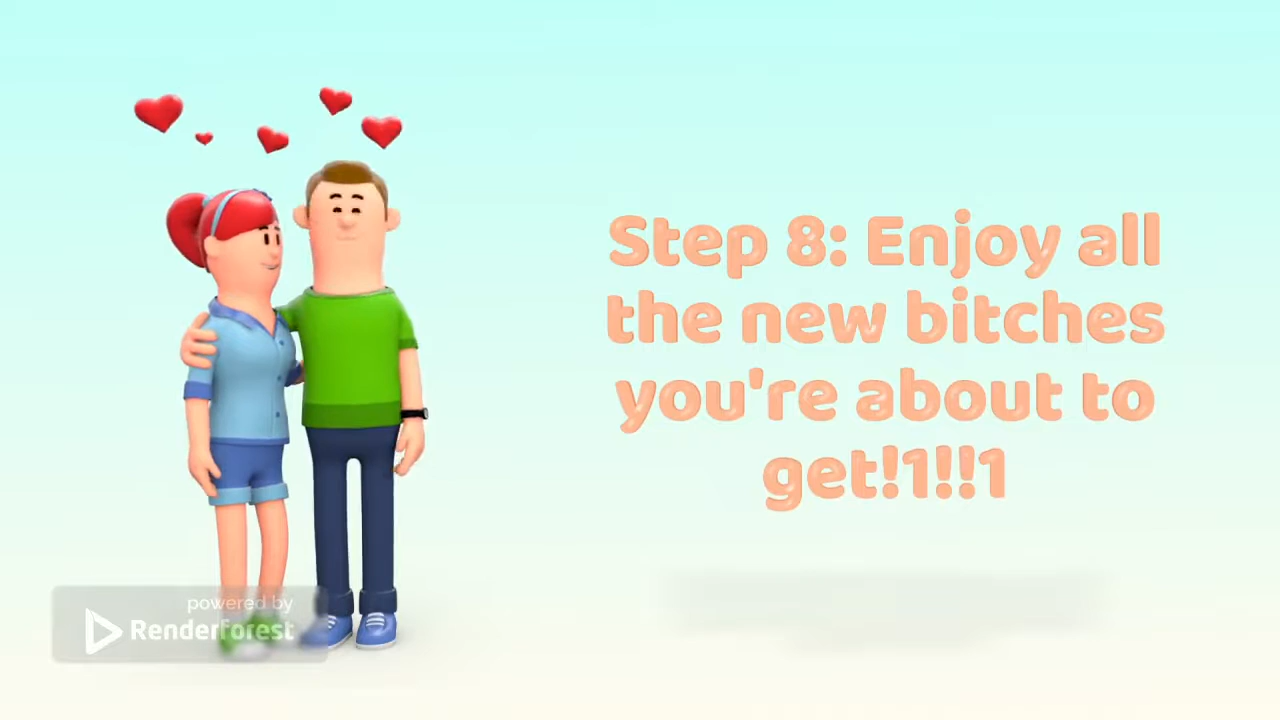 Step 8: Enjoy all
the new bitches
you're about to
get!1!!1
powered by
Renderforest